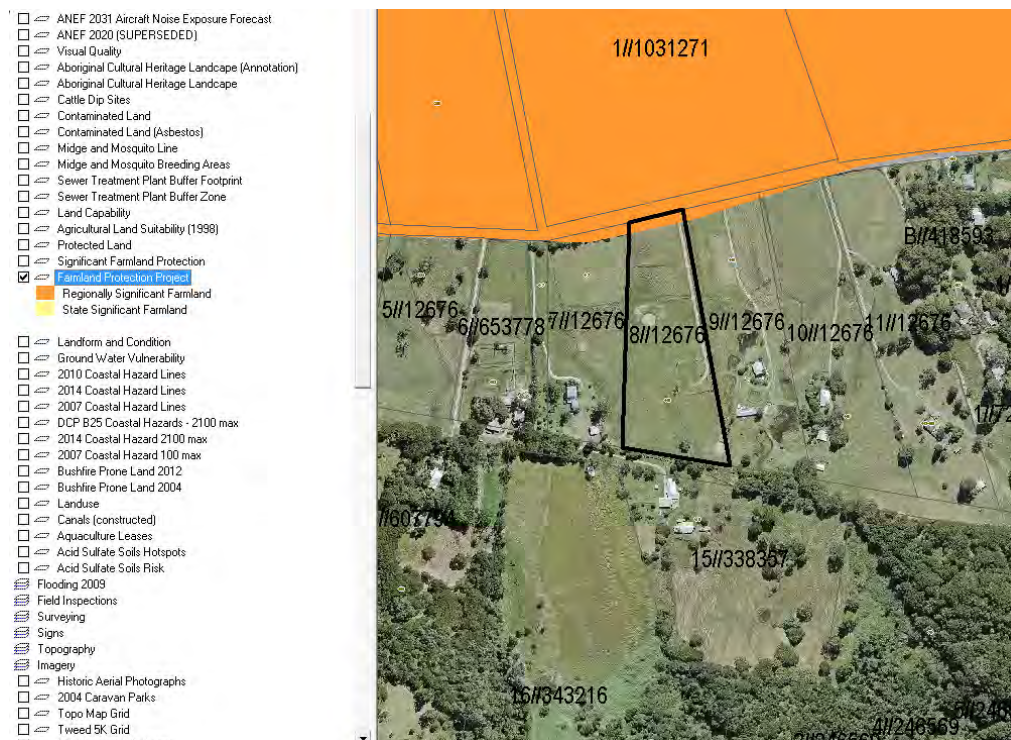 ANEF 2031 Aircraft Noise Exposure Forecast
ANEF 2020 (SUPERSEDED)
Visual Quality
Aboriginal Cultural Heritage Landcape (Annotation)
Aboriginal Cultural Heritage Landcape
Cattle Dip Sites
Contaminated Land
Contaminated Land (Asbestos)
Midge and Mosquito Line
Midge and Mosquito Breeding Areas
Sewer Treatment Plant Buffer Footprint
Sewer Treatment Plant Buffer Zone
Land Capability
Agricultural Land Suitability (1998)
Protected Land
Significant Farmland Protection
Farmland Protection Project
Regionally Significant Farmland
State Significant Farmland
Landform and Condition
Ground Water Vulnerability
2010 Coastal Hazard Lines
2014 Coastal Hazard Lines
2007 Coastal Hazard Lines
DCP B25 Coastal Hazards - 2100 max
2014 Coastal Hazard 2100 max
2007 Coastal Hazard 100 max
Bushfire Prone Land 2012
Bushfire Prone Land 2004
Landuse
Canals (constructed)
Aquaculture Leases
Acid Sulfate Soils Hotspots
Acid Sulfate Soils Risk
Flooding 2009
Field Inspections
Surveying
Signs
Topography
Imagery
Historic Aerial Photographs
2004 Caravan Parks
Topo Map Grid
Tweed 5K Grid
1//1031271
B//418593
5//12676
6//653778
7//12676
8//12676
9//12676
10//12676
11//12676
15//338357
16//343216
4//246569